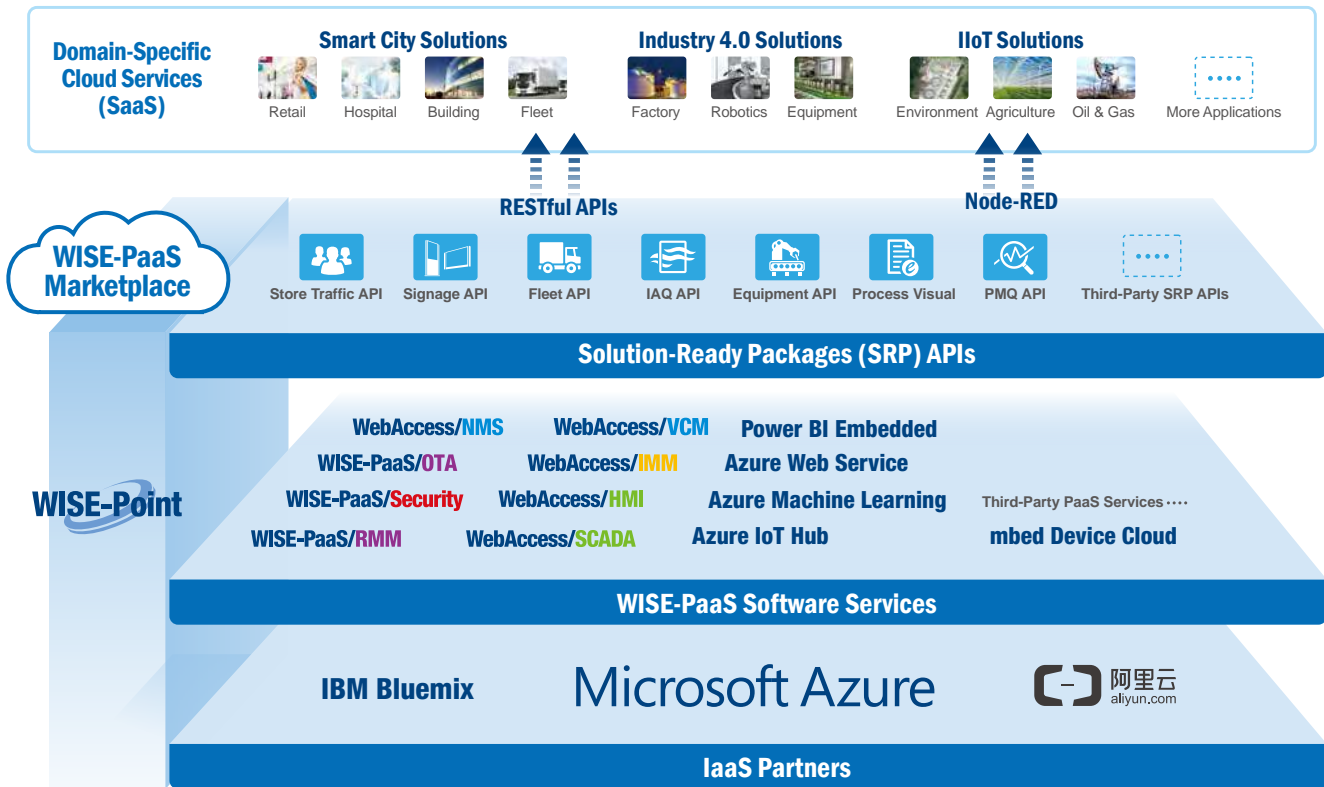 Domain-Specific
Cloud Services
(SaaS)
Smart City Solutions
Industry 4.0 Solutions
IIoT Solutions
Retail
Hospital
Building
Fleet
Factory
Robotics
Equipment
Environment
Agriculture
Oil & Gas
More Applications
RESTful APIs
Node-RED
WISE-PaaS
Marketplace
Store Traffic API
Signage API
Fleet API
IAQ API
Equipment API
Process Visual
PMQ API
Third-Party SRP APIs
Solution-Ready Packages (SRP) APIs
WebAccess/NMS
WebAccess/VCM
Power BI Embedded
WISE-PaaS/OTA
WebAccess/IMM
Azure Web Service
WISE-PaaS/Security
WebAccess/HMI
Azure Machine Learning
Third-Party PaaS Services ····
WISE-PaaS/RMM
WebAccess/SCADA
Azure IoT Hub
mbed Device Cloud
WISE-Point
WISE-PaaS Software Services
IBM Bluemix
Microsoft Azure
阿里云
aliyun.com
IaaS Partners